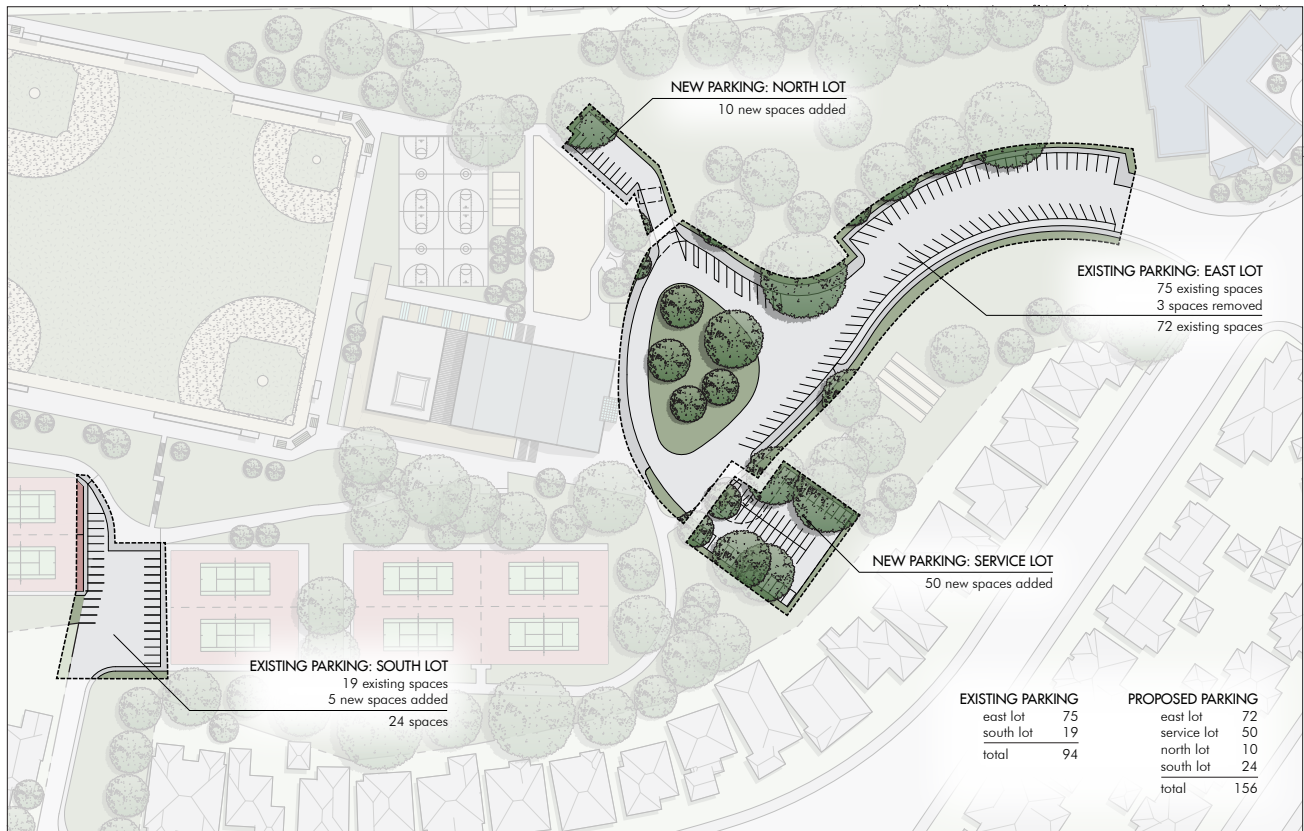 NEW PARKING: NORTH LOT
10 new spaces added
EXISTING PARKING: EAST LOT
75 existing spaces
3 spaces removed
72 existing spaces
NEW PARKING: SERVICE LOT
50 new spaces added
EXISTING PARKING: SOUTH LOT
19 existing spaces
5 new spaces added
24 spaces
EXISTING PARKING
east lot 75
south lot 19
total 94
PROPOSED PARKING
east lot 72
service lot 50
north lot 10
south lot 24
total 156